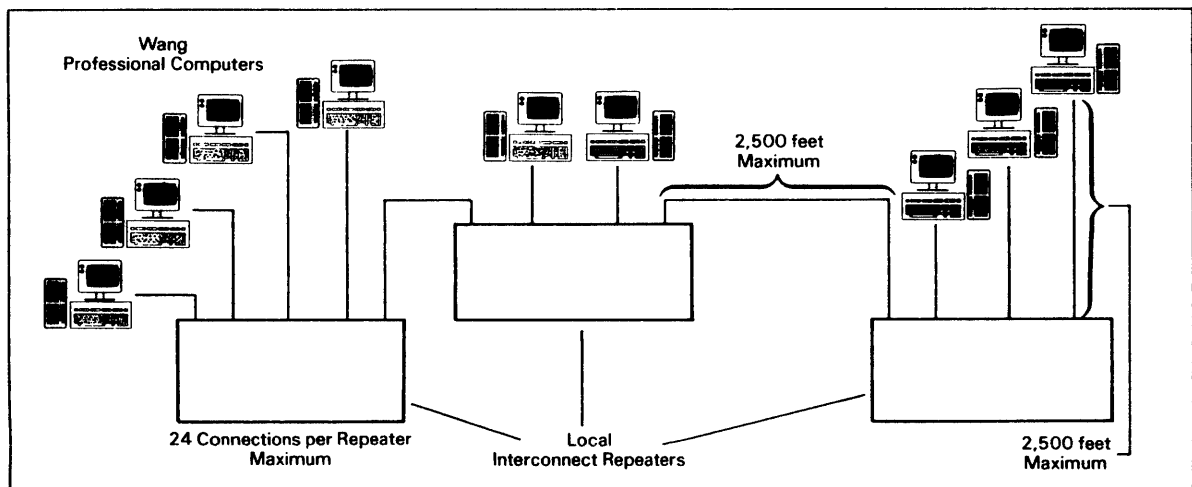 Wang
Professional Computers
2,500 feet
Maximum
24 Connections per Repeater
Maximum
Local
Interconnect Repeaters
2,500 feet
Maximum